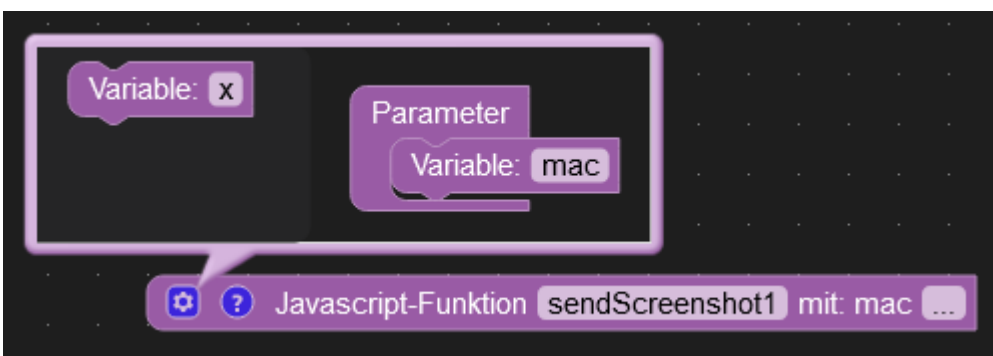 Variable: x
Parameter
Variable: mac
? Javascript-Funktion sendScreenshot1 mit: mac ...